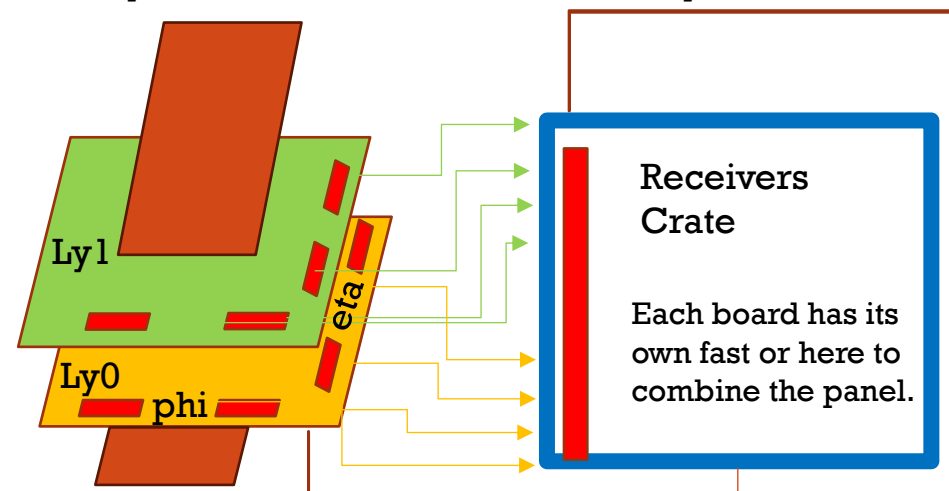 Ly1
eta
Ly0
phi
Receivers
Crate
Each board has its
own fast or here to
combine the panel.